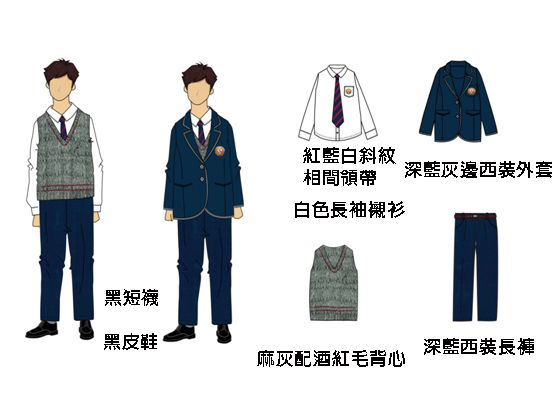 紅藍白斜紋
相間領帶
深藍灰邊西裝外套
白色長袖襯衫
黑短襪
黑皮鞋
麻灰配酒紅毛背心
深藍西裝長褲